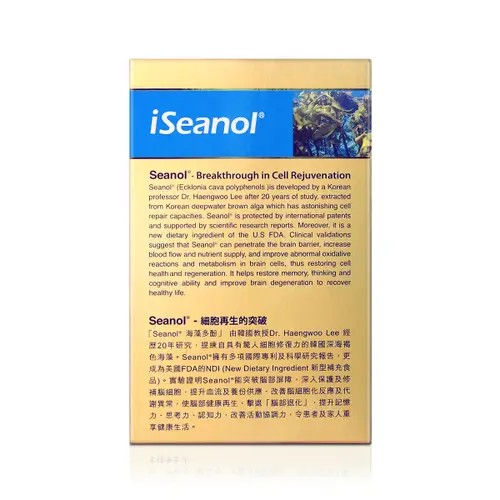 iSeanol®
Seanol® - Breakthrough in Cell Rejuvenation
Seanol® (Ecklonia cava polyphenols )is developed by a Korean
professor Dr. Haengwoo Lee after 20 years of study, extracted
from Korean deepwater brown alga which has astonishing cell
repair capacities. Seanol® is protected by international patents
and supported by scientific research reports. Moreover, it is a
new dietary ingredient of the U.S FDA. Clinical validations
suggest that Seanol® can penetrate the brain barrier, increase
blood flow and nutrient supply, and improve abnormal oxidative
reactions and metabolism in brain cells, thus restoring cell
health and regeneration. It helps restore memory, thinking and
cognitive ability and improve brain degeneration to recover
healthy life.
Seanol® - 細胞再生的突破
「Seanol® 海藻多酚」 由韓國教授Dr. Haengwoo Lee 經
歷20年研究，提煉自具有驚人細胞修復力的韓國深海褐
色海藻。Seanol®擁有多項國際專利及科學研究報告，更
成為美國FDA的NDI (New Dietary Ingredient 新型補充食
品)。實驗證明Seanol®能突破腦部屏障，深入保護及修
補腦細胞，提升血流及養份供應，改善腦細胞化反應及代
謝異常，使腦部健康再生、擊退「腦部退化」，提升記憶
力、思考力、認知力，改善活動協調力，令患者及家人重
享健康生活。